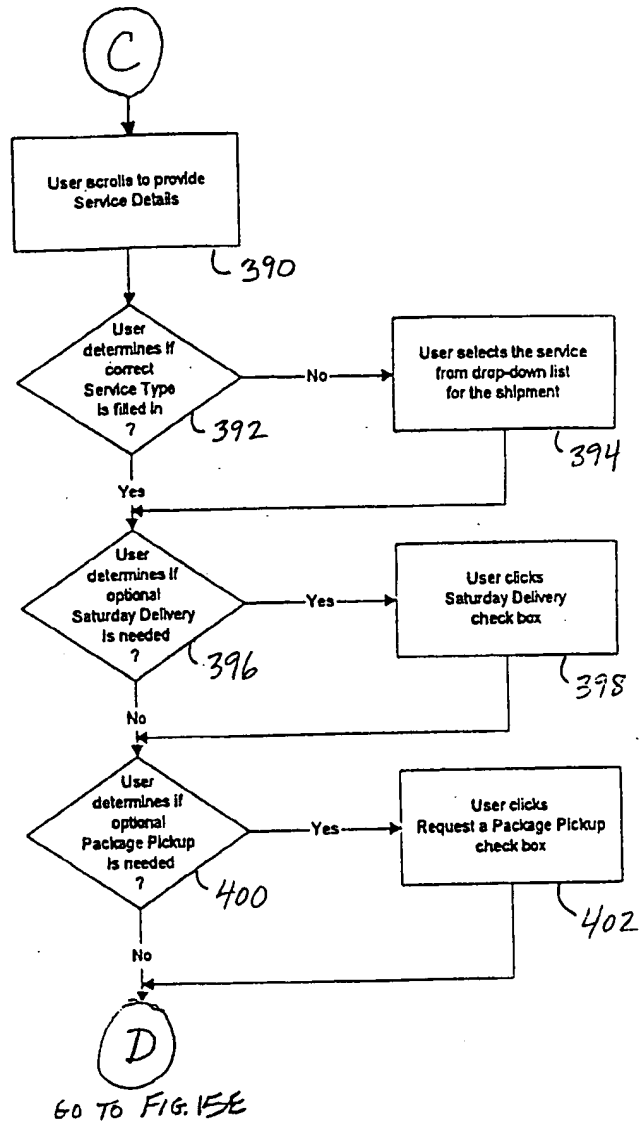 C
User scrolls to provide
Service Details
390
User
determines if
correct
Service Type
is filled in
?
392
No
User selects the service
from drop-down list
for the shipment
394
Yes
User
determines if
optional
Saturday Delivery
is needed
?
396
Yes
User clicks
Saturday Delivery
check box
398
No
User
determines if
optional
Package Pickup
is needed
?
400
Yes
User clicks
Request a Package Pickup
check box
402
No
D
GO TO FIG. 15E